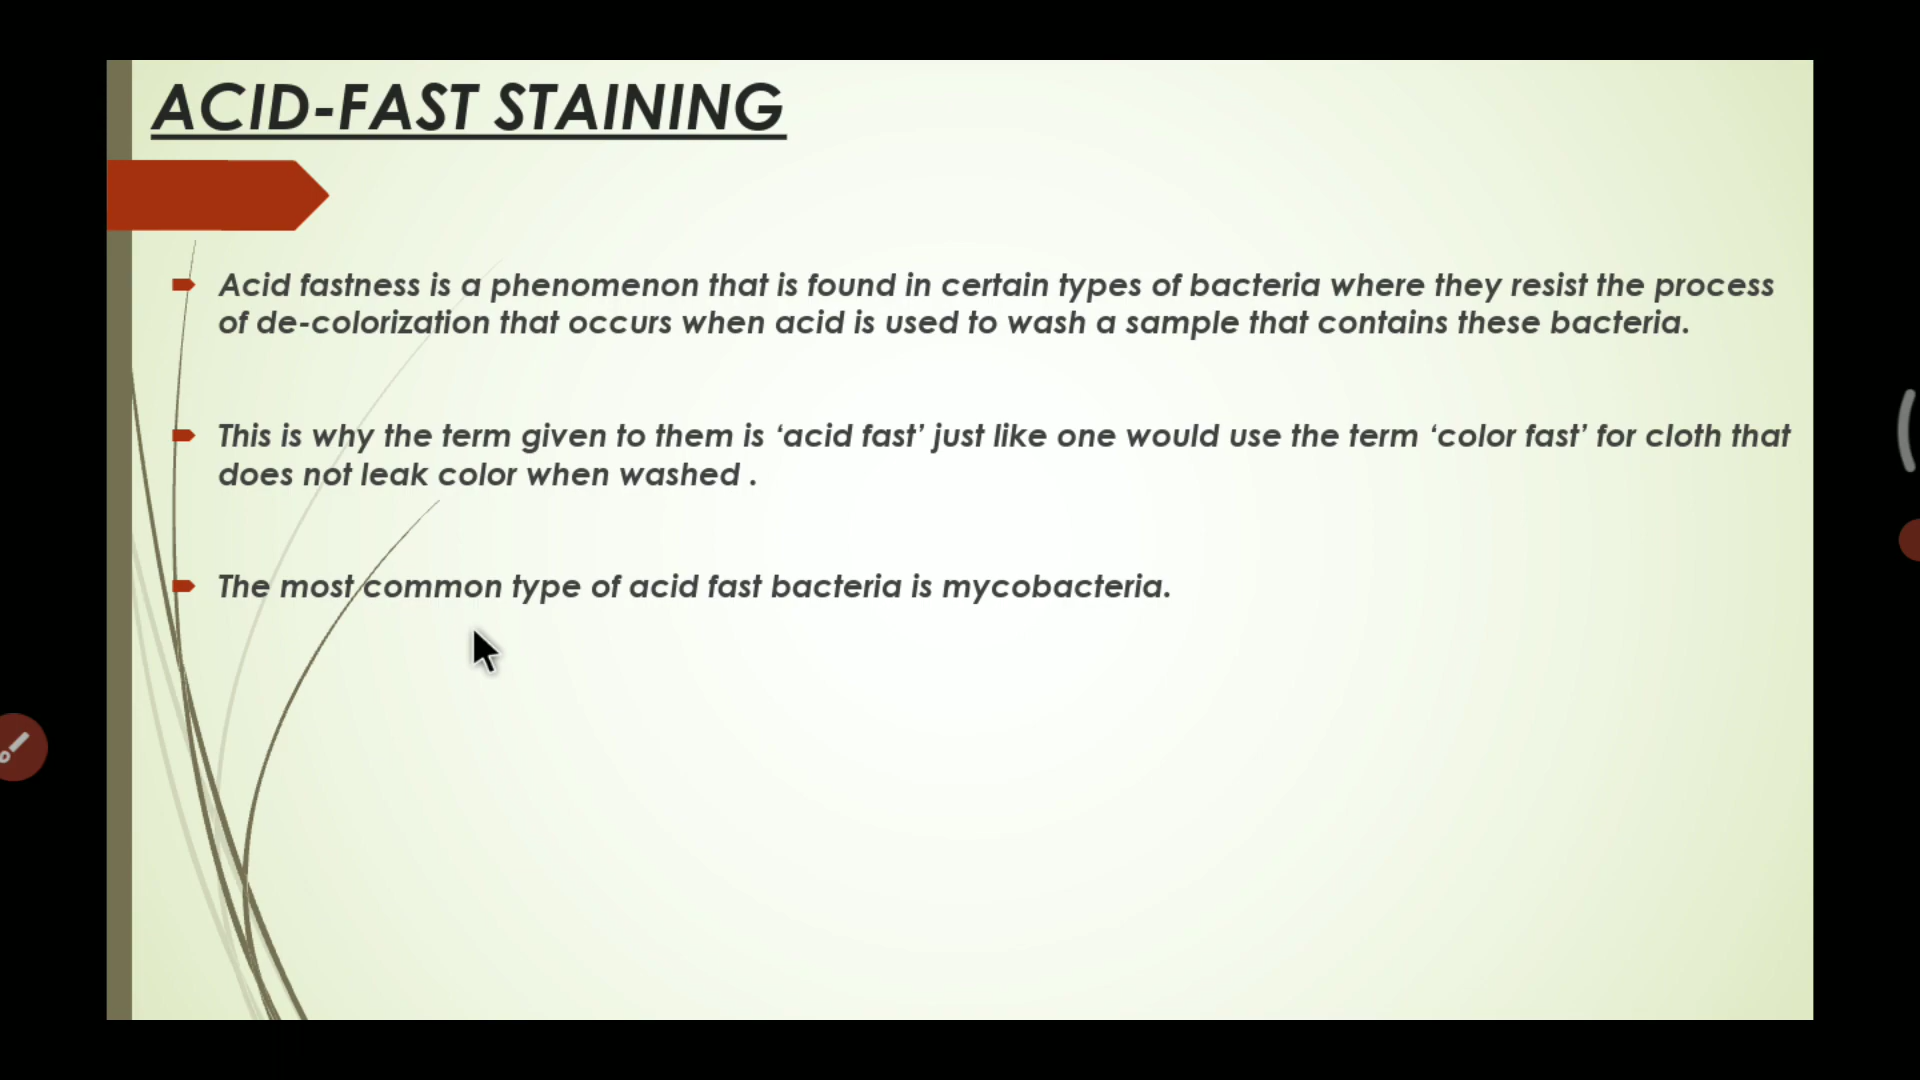 ACID-FAST STAINING
Acid fastness is a phenomenon that is found in certain types of bacteria where they resist the process
of de-colorization that occurs when acid is used to wash a sample that contains these bacteria.
This is why the term given to them is ‘acid fast’ just like one would use the term ‘color fast’ for cloth that
does not leak color when washed .
The most common type of acid fast bacteria is mycobacteria.